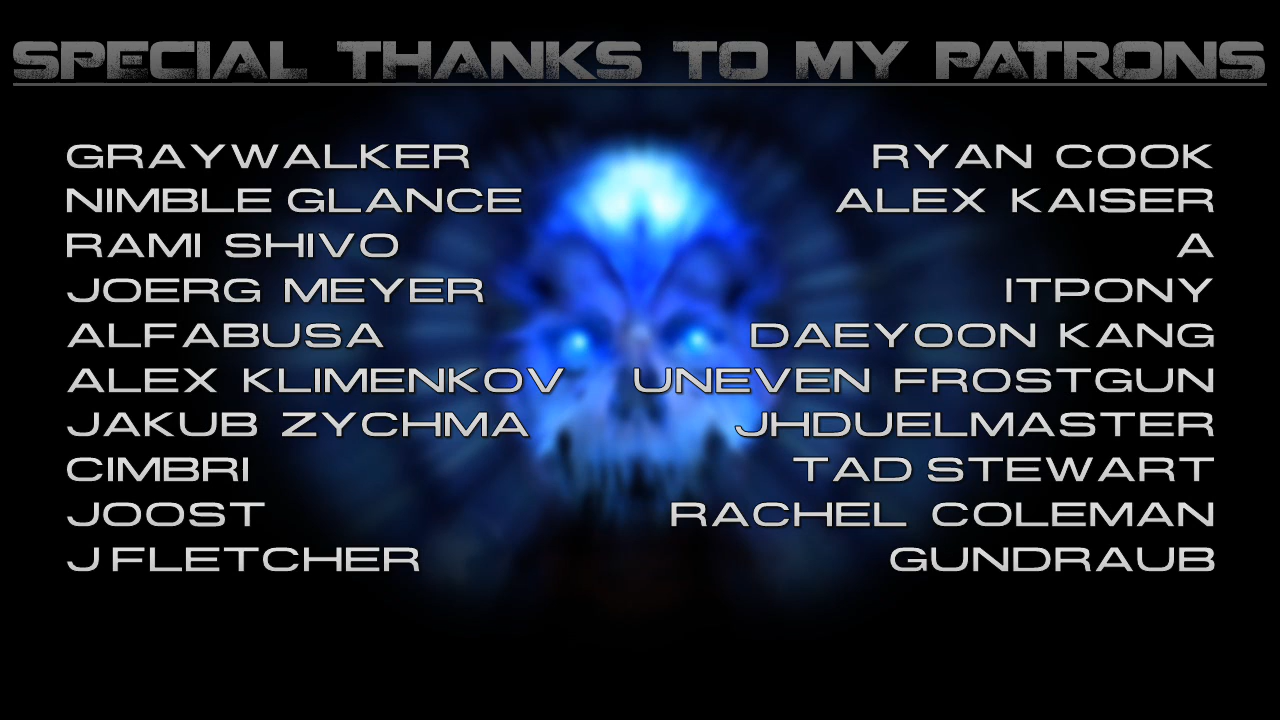 SPECIAL THANKS TO MY PATRONS
GRAYWALKER
NIMBLE GLANCE
RAMI SHIVO
JOERG MEYER
ALFABUSA
ALEX KLIMENKOV
JAKUB ZYCHMA
CIMBRI
JOOST
J FLETCHER
RYAN COOK
ALEX KAISER
A
ITPONY
DAEYOON KANG
UNEVEN FROSTGUN
JHDUELMASTER
TAD STEWART
RACHEL COLEMAN
GUNDRAUB